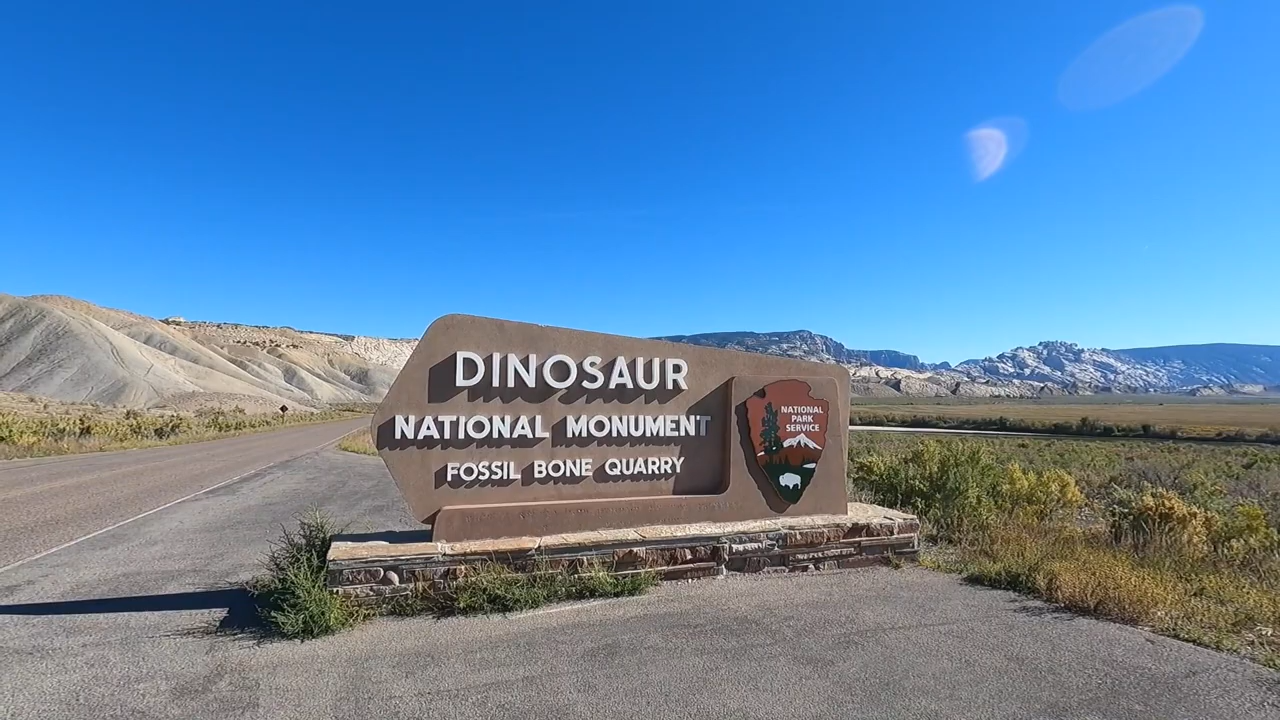 DINOSAUR
NATIONAL MONUMENT
FOSSIL BONE QUARRY
NATIONAL
PARK
SERVICE